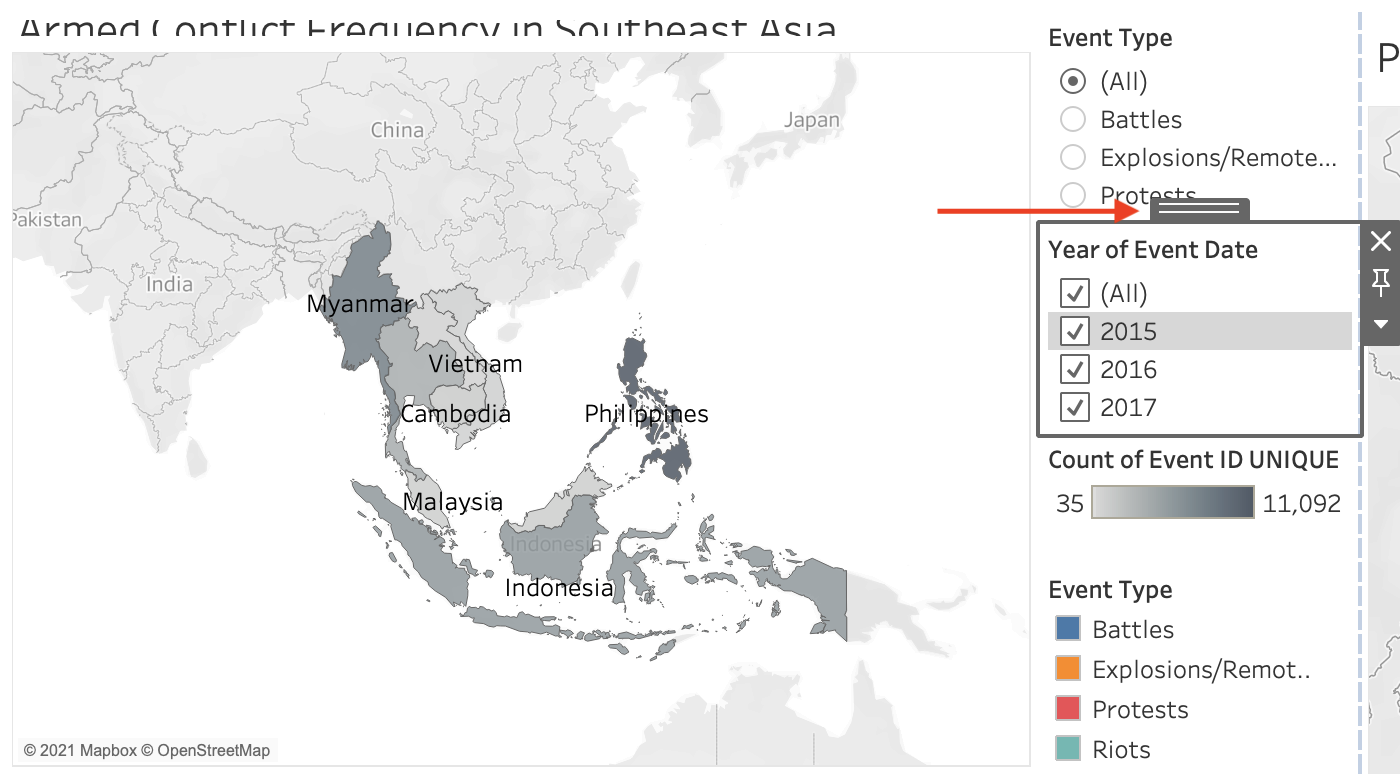 Armed Conflict Frequency in Southeast Asia
China
Japan
Pakistan
India
Myanmar
Vietnam
Cambodia
Philippines
Malaysia
Indonesia
Indonesia
© 2021 Mapbox © OpenStreetMap
Event Type
(All)
Battles
Explosions/Remote...
Protests
Year of Event Date
(All)
2015
2016
2017
Count of Event ID UNIQUE
35 11,092
Event Type
Battles
Explosions/Remot..
Protests
Riots
P